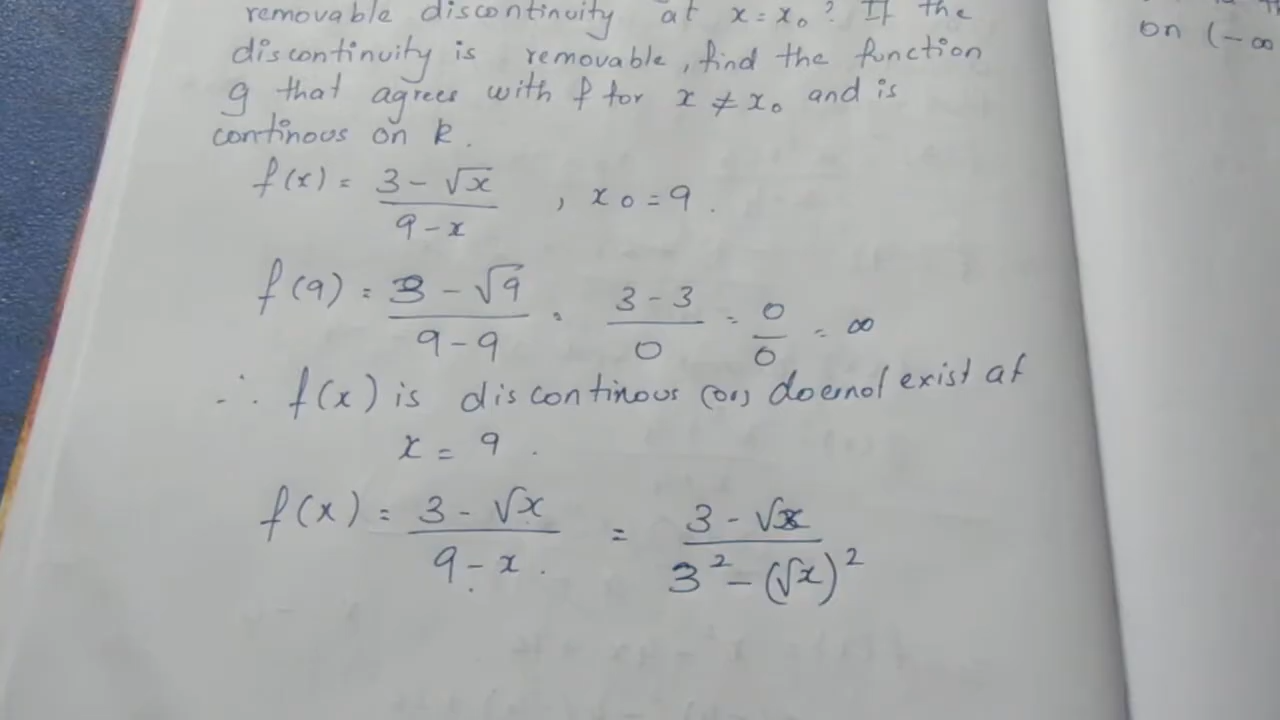 removable discontinuity at x = x₀ ? If the
discontinuity is removable, find the function
g that agrees with f for x ≠ x₀ and is
continous on R.
f(x) = (3 - √x)/(9 - x) , x₀ = 9.
f(9) = (3 - √9)/(9 - 9) . (3 - 3)/0 = 0/0 = ∞
∴ f(x) is discontinous (or) doesnot exist at
x = 9 .
f(x) = (3 - √x)/(9 - x) . = (3 - √x)/(3² - (√x)²)
on (-∞